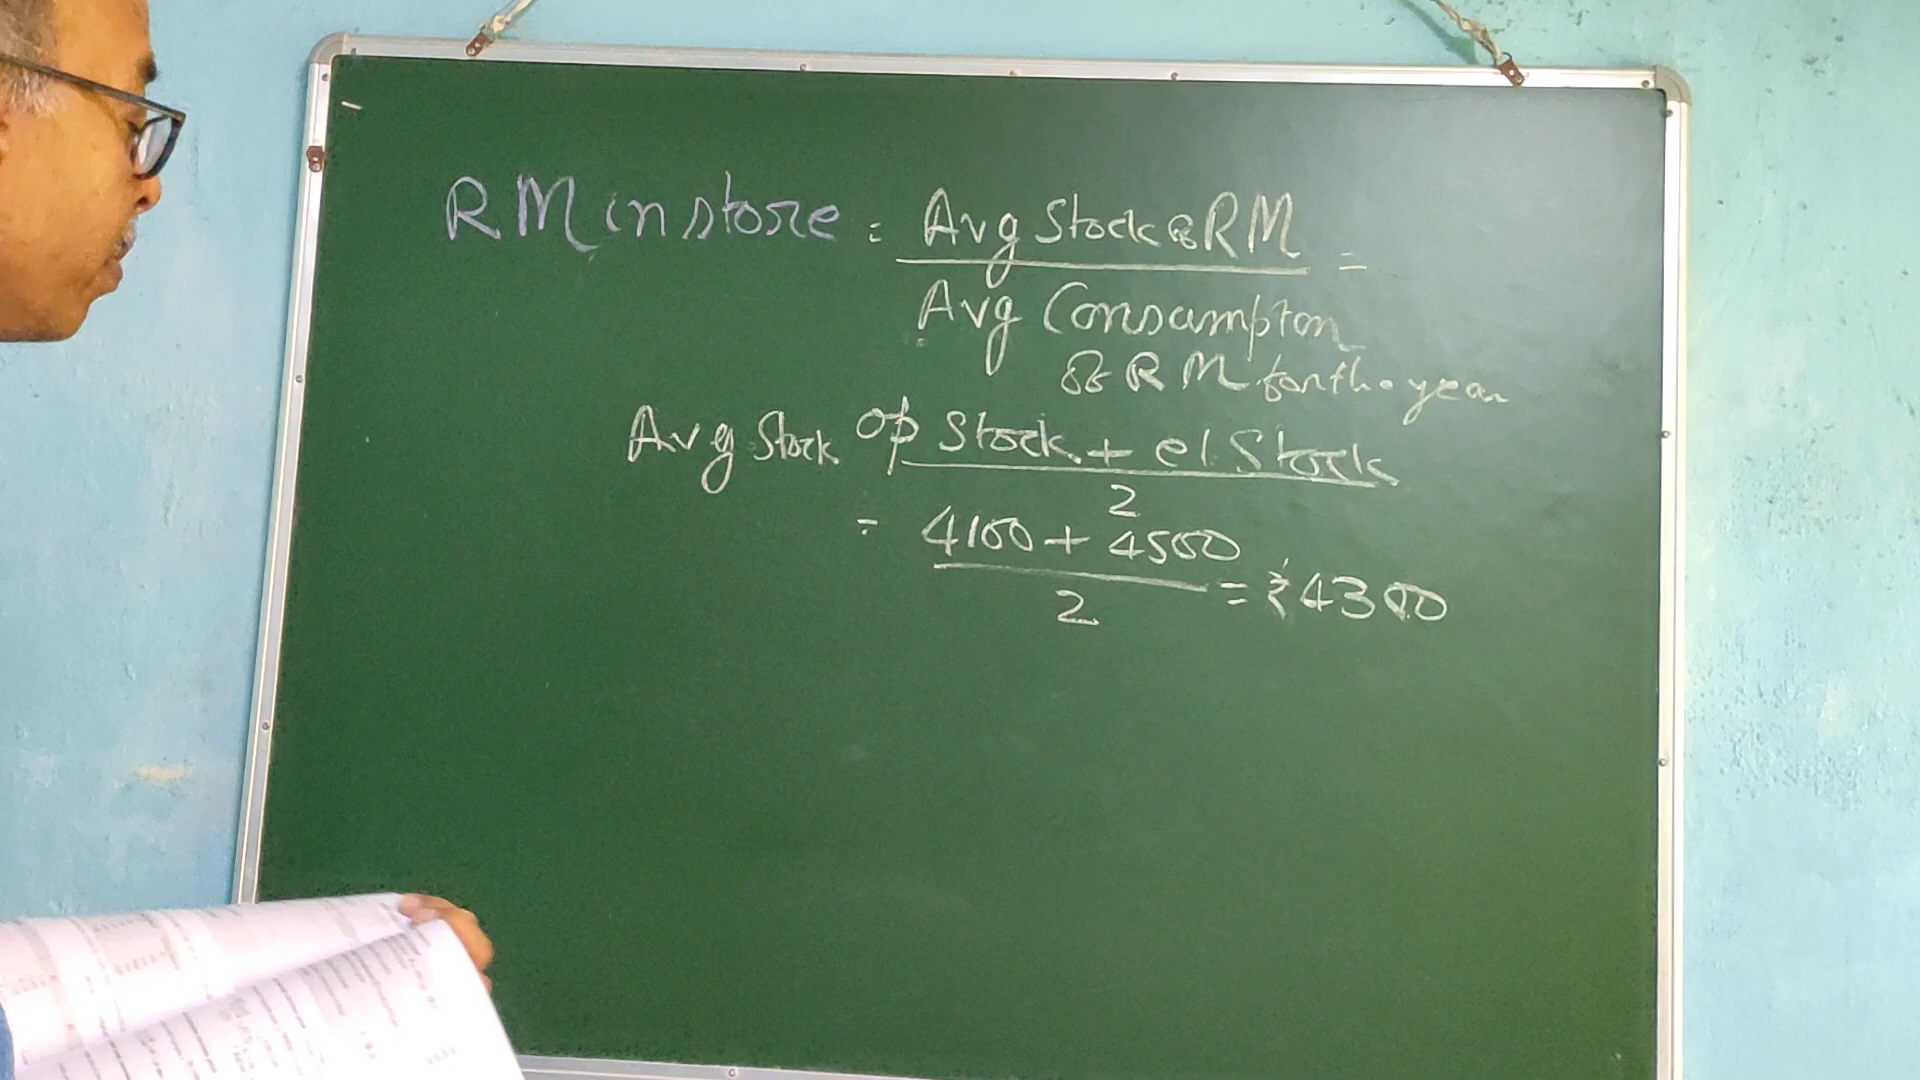 RM in store = Avg Stock of RM =
Avg Consumpton
of RM for the year
Avg Stock Op Stock + cl Stock
2
= 4100 + 4500
2 = ₹4300